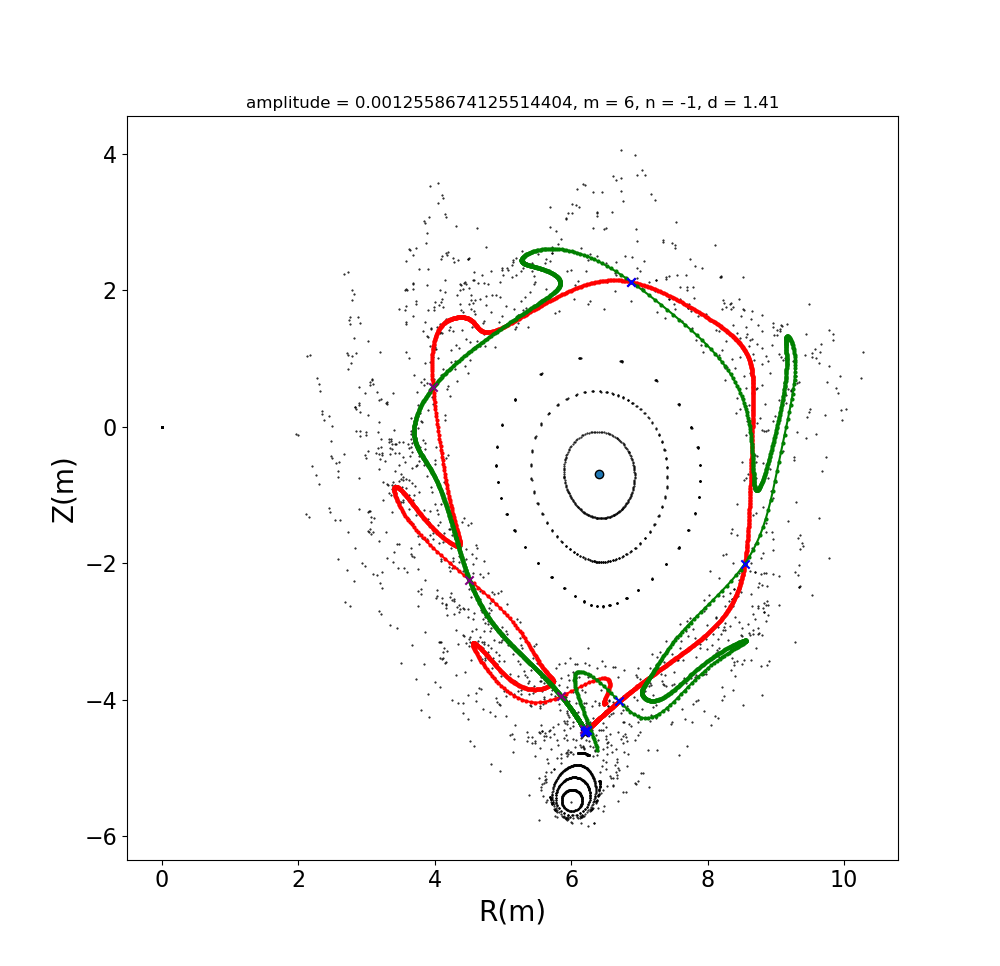 amplitude = 0.0012558674125514404, m = 6, n = -1, d = 1.41
4
2
0
−2
−4
−6
Z(m)
0 2 4 6 8 10
R(m)